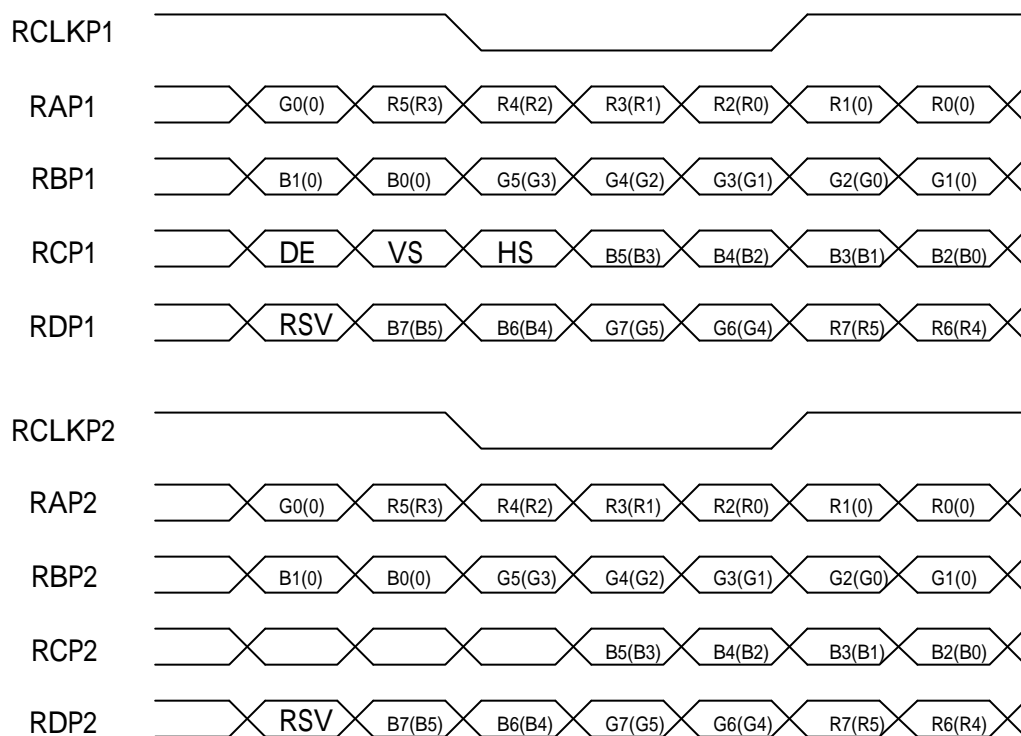 RCLKP1
RAP1 G0(0) R5(R3) R4(R2) R3(R1) R2(R0) R1(0) R0(0)
RBP1 B1(0) B0(0) G5(G3) G4(G2) G3(G1) G2(G0) G1(0)
RCP1 DE VS HS B5(B3) B4(B2) B3(B1) B2(B0)
RDP1 RSV B7(B5) B6(B4) G7(G5) G6(G4) R7(R5) R6(R4)
RCLKP2
RAP2 G0(0) R5(R3) R4(R2) R3(R1) R2(R0) R1(0) R0(0)
RBP2 B1(0) B0(0) G5(G3) G4(G2) G3(G1) G2(G0) G1(0)
RCP2 B5(B3) B4(B2) B3(B1) B2(B0)
RDP2 RSV B7(B5) B6(B4) G7(G5) G6(G4) R7(R5) R6(R4)